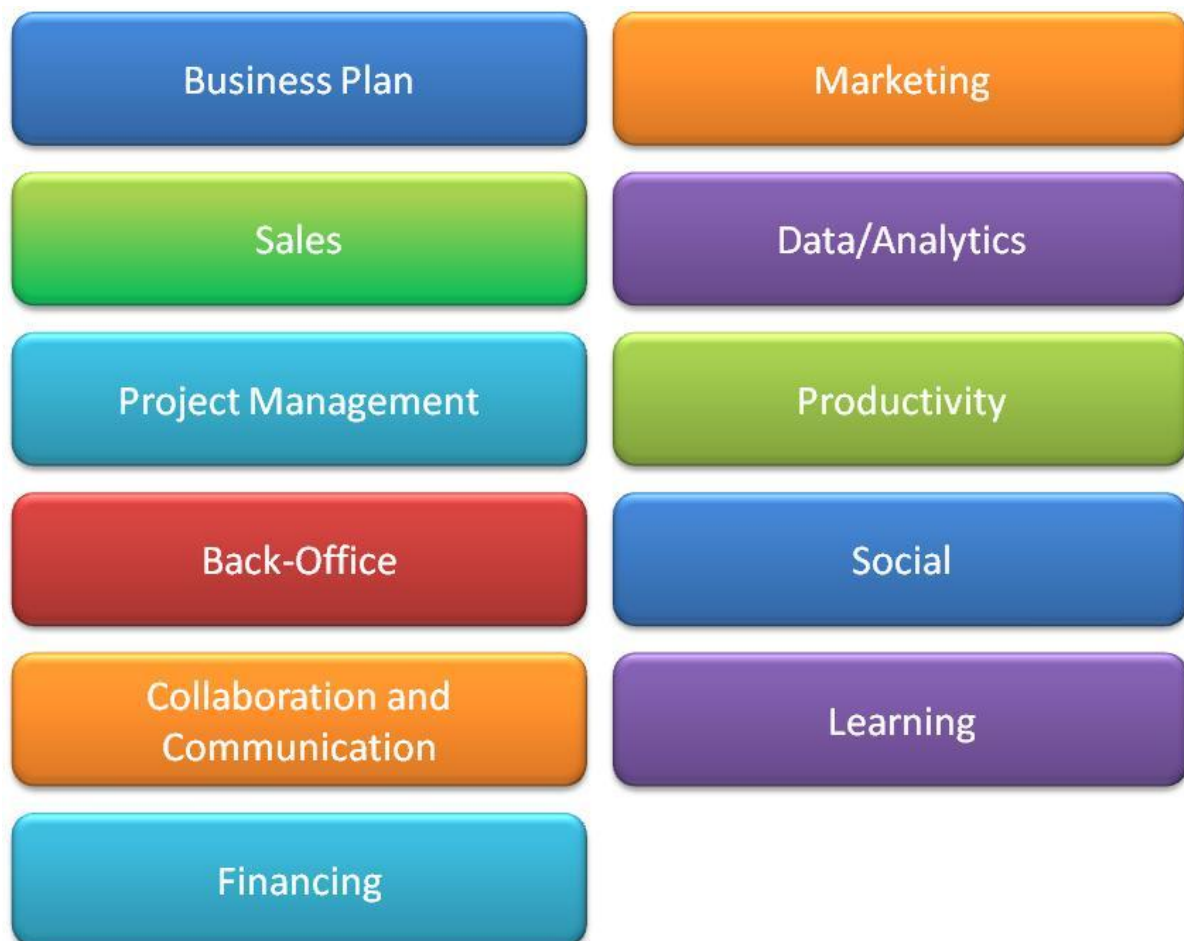 Business Plan
Marketing
Sales
Data/Analytics
Project Management
Productivity
Back-Office
Social
Collaboration and
Communication
Learning
Financing